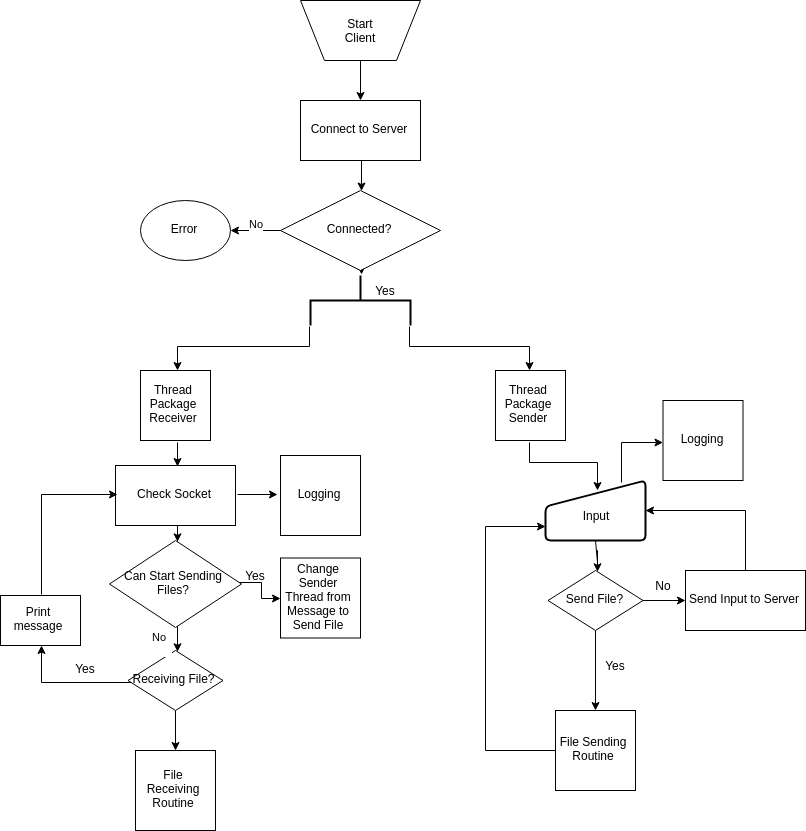 Start
Client
Connect to Server
Error
No
Connected?
Yes
Thread
Package
Receiver
Thread
Package
Sender
Logging
Check Socket
Logging
Input
Can Start Sending
Files?
Yes
Change
Sender
Thread from
Message to
Send File
Print
message
No
Send File?
No
Send Input to Server
Yes
Receiving File?
Yes
File Sending
Routine
File
Receiving
Routine